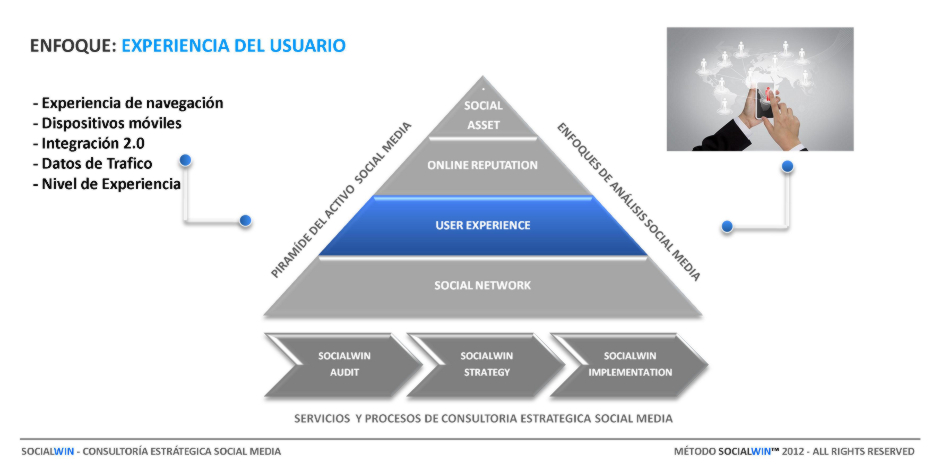 ENFOQUE: EXPERIENCIA DEL USUARIO
- Experiencia de navegación
- Dispositivos móviles
- Integración 2.0
- Datos de Trafico
- Nivel de Experiencia
PIRAMÍDE DEL ACTIVO SOCIAL MEDIA
ENFOQUES DE ANÁLISIS SOCIAL MEDIA
SOCIAL
ASSET
ONLINE REPUTATION
USER EXPERIENCE
SOCIAL NETWORK
SOCIALWIN
AUDIT
SOCIALWIN
STRATEGY
SOCIALWIN
IMPLEMENTATION
SERVICIOS Y PROCESOS DE CONSULTORIA ESTRATEGICA SOCIAL MEDIA
SOCIALWIN - CONSULTORÍA ESTRÁTEGICA SOCIAL MEDIA
MÉTODO SOCIALWIN™ 2012 - ALL RIGHTS RESERVED